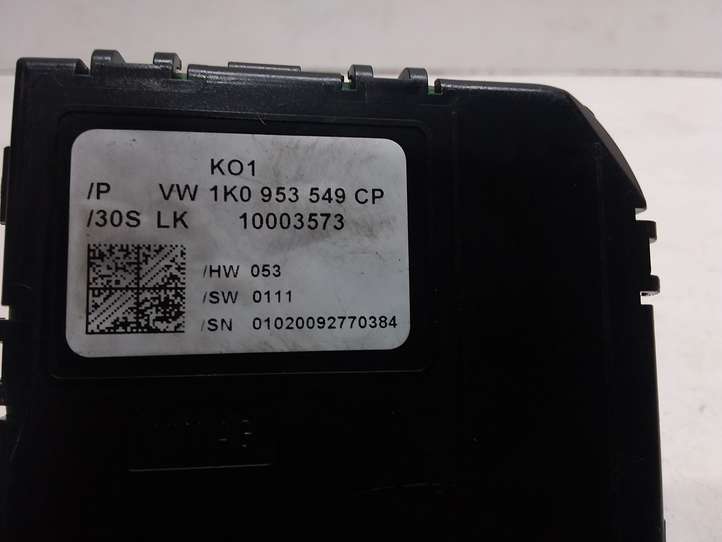 KO1
/P VW 1K0 953 549 CP
/30S LK 10003573
/HW 053
/SW 0111
/SN 01020092770384